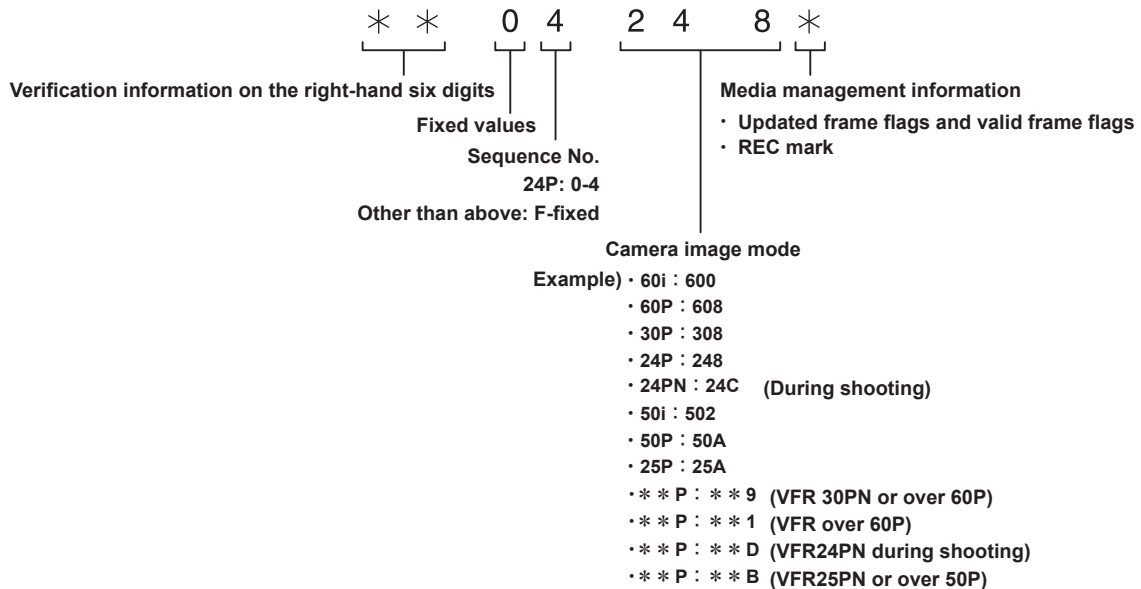 ＊ ＊ 0 4 2 4 8 ＊
Verification information on the right-hand six digits
Fixed values
Sequence No.
24P: 0-4
Other than above: F-fixed
Media management information
・ Updated frame flags and valid frame flags
・ REC mark
Camera image mode
Example)・60i：600
・60P：608
・30P：308
・24P：248
・24PN：24C (During shooting)
・50i：502
・50P：50A
・25P：25A
・＊＊P：＊＊9 (VFR 30PN or over 60P)
・＊＊P：＊＊1 (VFR over 60P)
・＊＊P：＊＊D (VFR24PN during shooting)
・＊＊P：＊＊B (VFR25PN or over 50P)